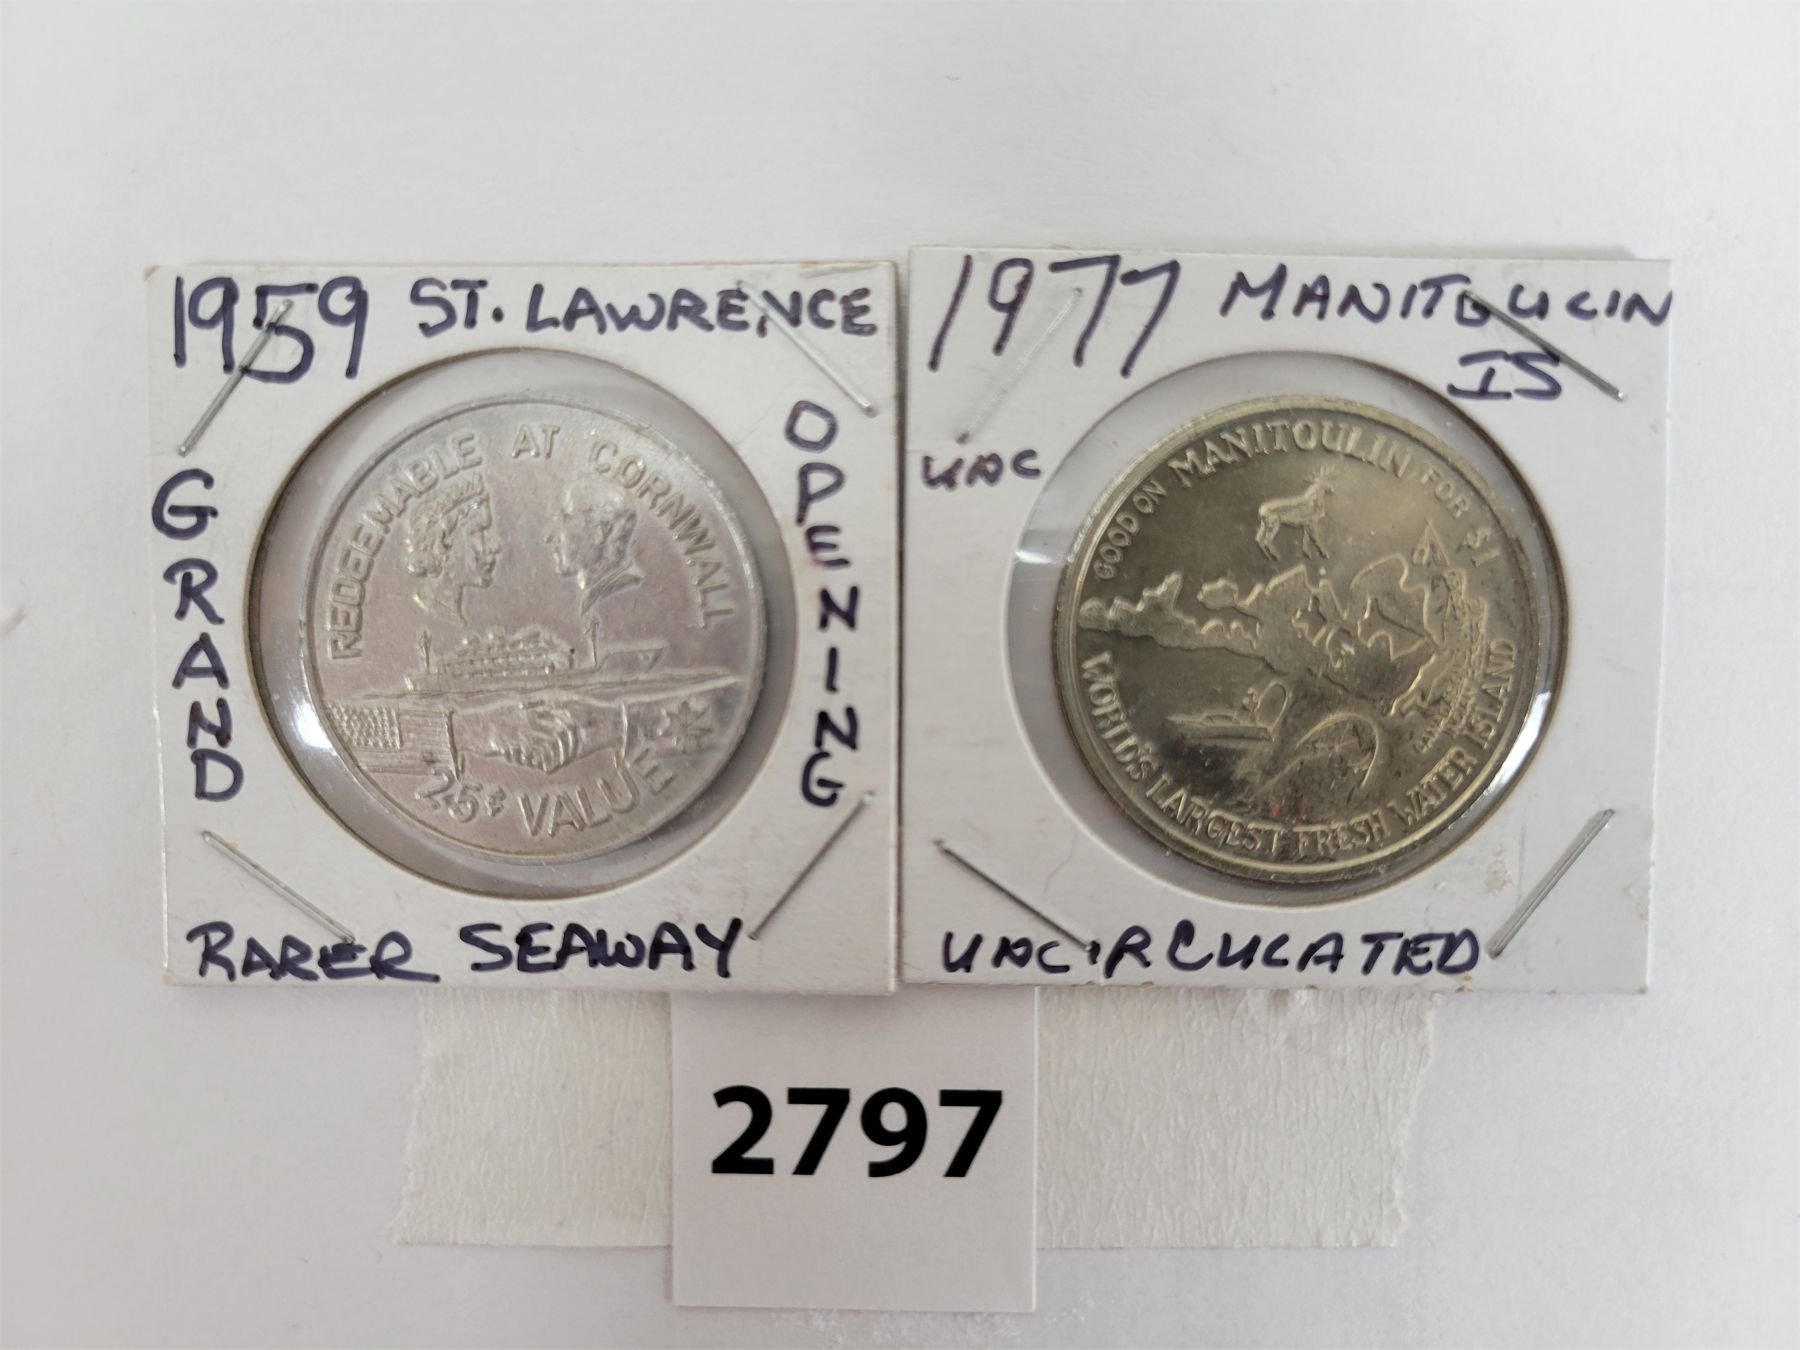 1959 ST. LAWRENCE
GRAND
OPENING
REDEEMABLE AT CORNWALL
25¢ VALUE
RARER SEAWAY
1977 MANITOULIN
IS
UNC
GOOD ON MANITOULIN FOR $1
WORLD'S LARGEST FRESH WATER ISLAND
UNCIRCULATED
2797